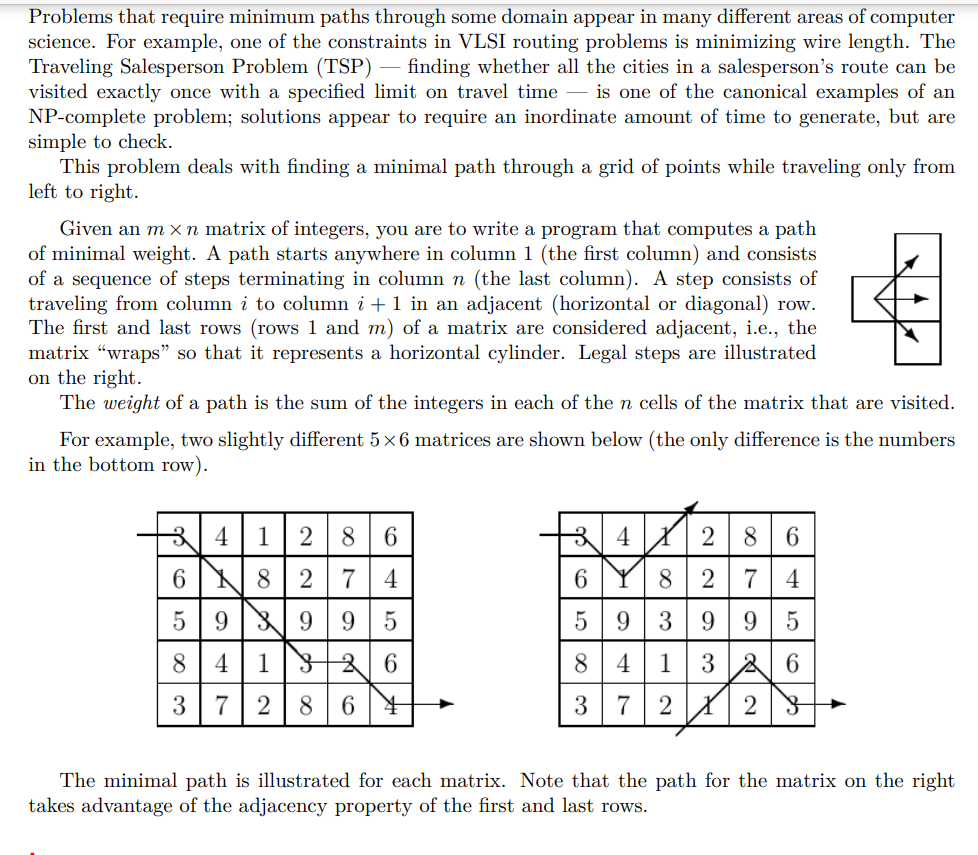 Problems that require minimum paths through some domain appear in many different areas of computer
science. For example, one of the constraints in VLSI routing problems is minimizing wire length. The
Traveling Salesperson Problem (TSP) — finding whether all the cities in a salesperson's route can be
visited exactly once with a specified limit on travel time — is one of the canonical examples of an
NP-complete problem; solutions appear to require an inordinate amount of time to generate, but are
simple to check.
This problem deals with finding a minimal path through a grid of points while traveling only from
left to right.
Given an m × n matrix of integers, you are to write a program that computes a path
of minimal weight. A path starts anywhere in column 1 (the first column) and consists
of a sequence of steps terminating in column n (the last column). A step consists of
traveling from column i to column i + 1 in an adjacent (horizontal or diagonal) row.
The first and last rows (rows 1 and m) of a matrix are considered adjacent, i.e., the
matrix "wraps" so that it represents a horizontal cylinder. Legal steps are illustrated
on the right.
The weight of a path is the sum of the integers in each of the n cells of the matrix that are visited.
For example, two slightly different 5×6 matrices are shown below (the only difference is the numbers
in the bottom row).
3 4 1 2 8 6
6 1 8 2 7 4
5 9 3 9 9 5
8 4 1 3 2 6
3 7 2 8 6 4
3 4 1 2 8 6
6 1 8 2 7 4
5 9 3 9 9 5
8 4 1 3 2 6
3 7 2 1 2 3
The minimal path is illustrated for each matrix. Note that the path for the matrix on the right
takes advantage of the adjacency property of the first and last rows.